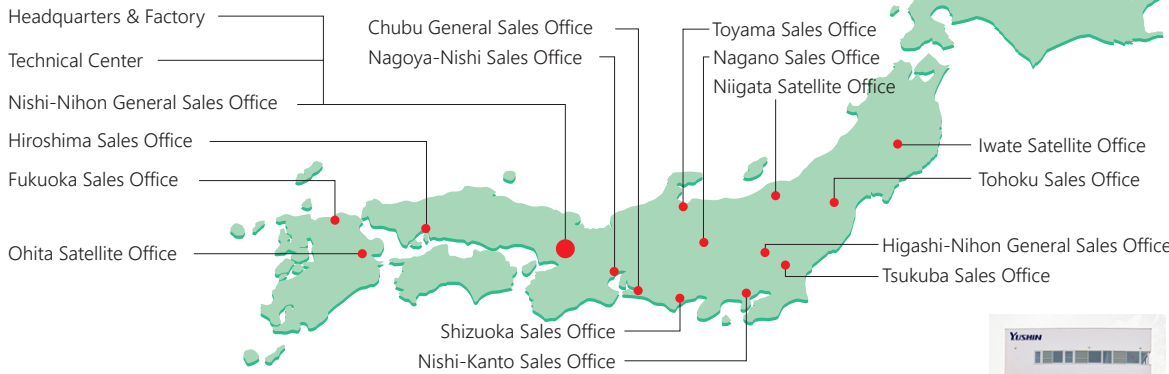 Headquarters & Factory
Technical Center
Nishi-Nihon General Sales Office
Hiroshima Sales Office
Fukuoka Sales Office
Ohita Satellite Office
Chubu General Sales Office
Nagoya-Nishi Sales Office
Toyama Sales Office
Nagano Sales Office
Niigata Satellite Office
Iwate Satellite Office
Tohoku Sales Office
Higashi-Nihon General Sales Office
Tsukuba Sales Office
Shizuoka Sales Office
Nishi-Kanto Sales Office
YUSHIN